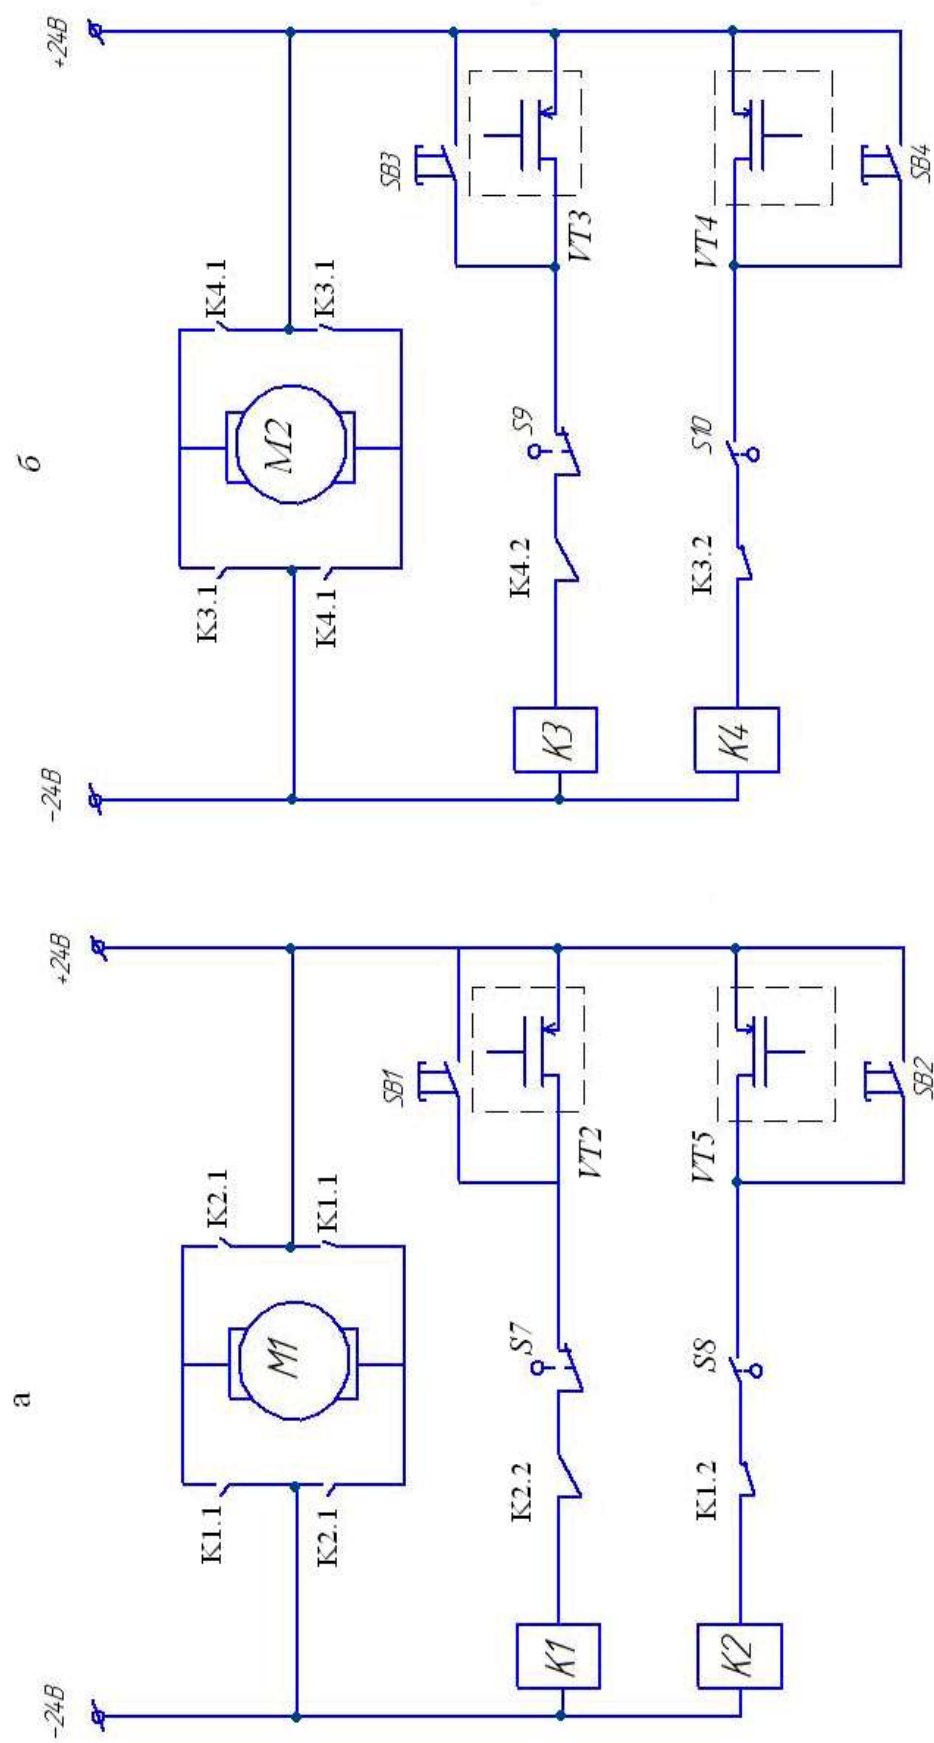 а
−24В
+24В
K1.1
K2.1
M1
K2.1
K1.1
SB1
K1
K2.2
S7
VT2
K2
K1.2
S8
VT5
SB2
б
−24В
+24В
K3.1
K4.1
M2
K4.1
K3.1
SB3
K3
K4.2
S9
VT3
K4
K3.2
S10
VT4
SB4